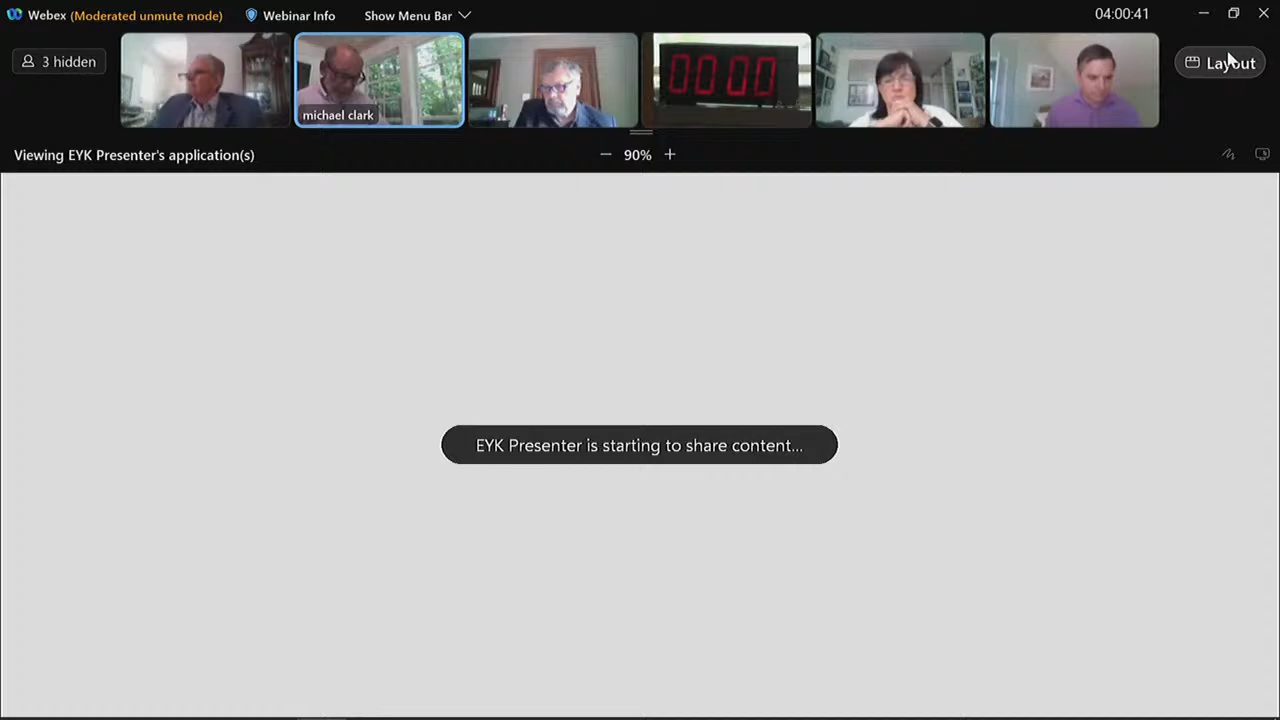 Webex (Moderated unmute mode) Webinar Info Show Menu Bar 04:00:41
3 hidden
00:00
Layout
michael clark
Viewing EYK Presenter's application(s) 90%
EYK Presenter is starting to share content...